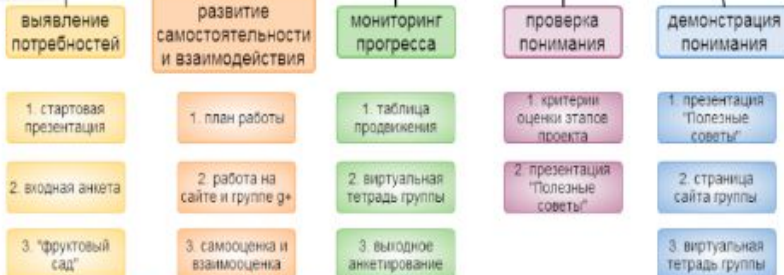 выявление
потребностей
развитие
самостоятельности
и взаимодействия
мониторинг
прогресса
проверка
понимания
демонстрация
понимания
1. стартовая
презентация
2. входная анкета
3. "фруктовый
сад"
1. план работы
2. работа на
сайте и группе g+
3. самооценка и
взаимооценка
1. таблица
продвижения
2. виртуальная
тетрадь группы
3. выходное
анкетирование
1. критерии
оценки этапов
проекта
2. презентация
"Полезные
советы"
1. презентация
"Полезные
советы"
2. страница
сайта группы
3. виртуальная
тетрадь группы